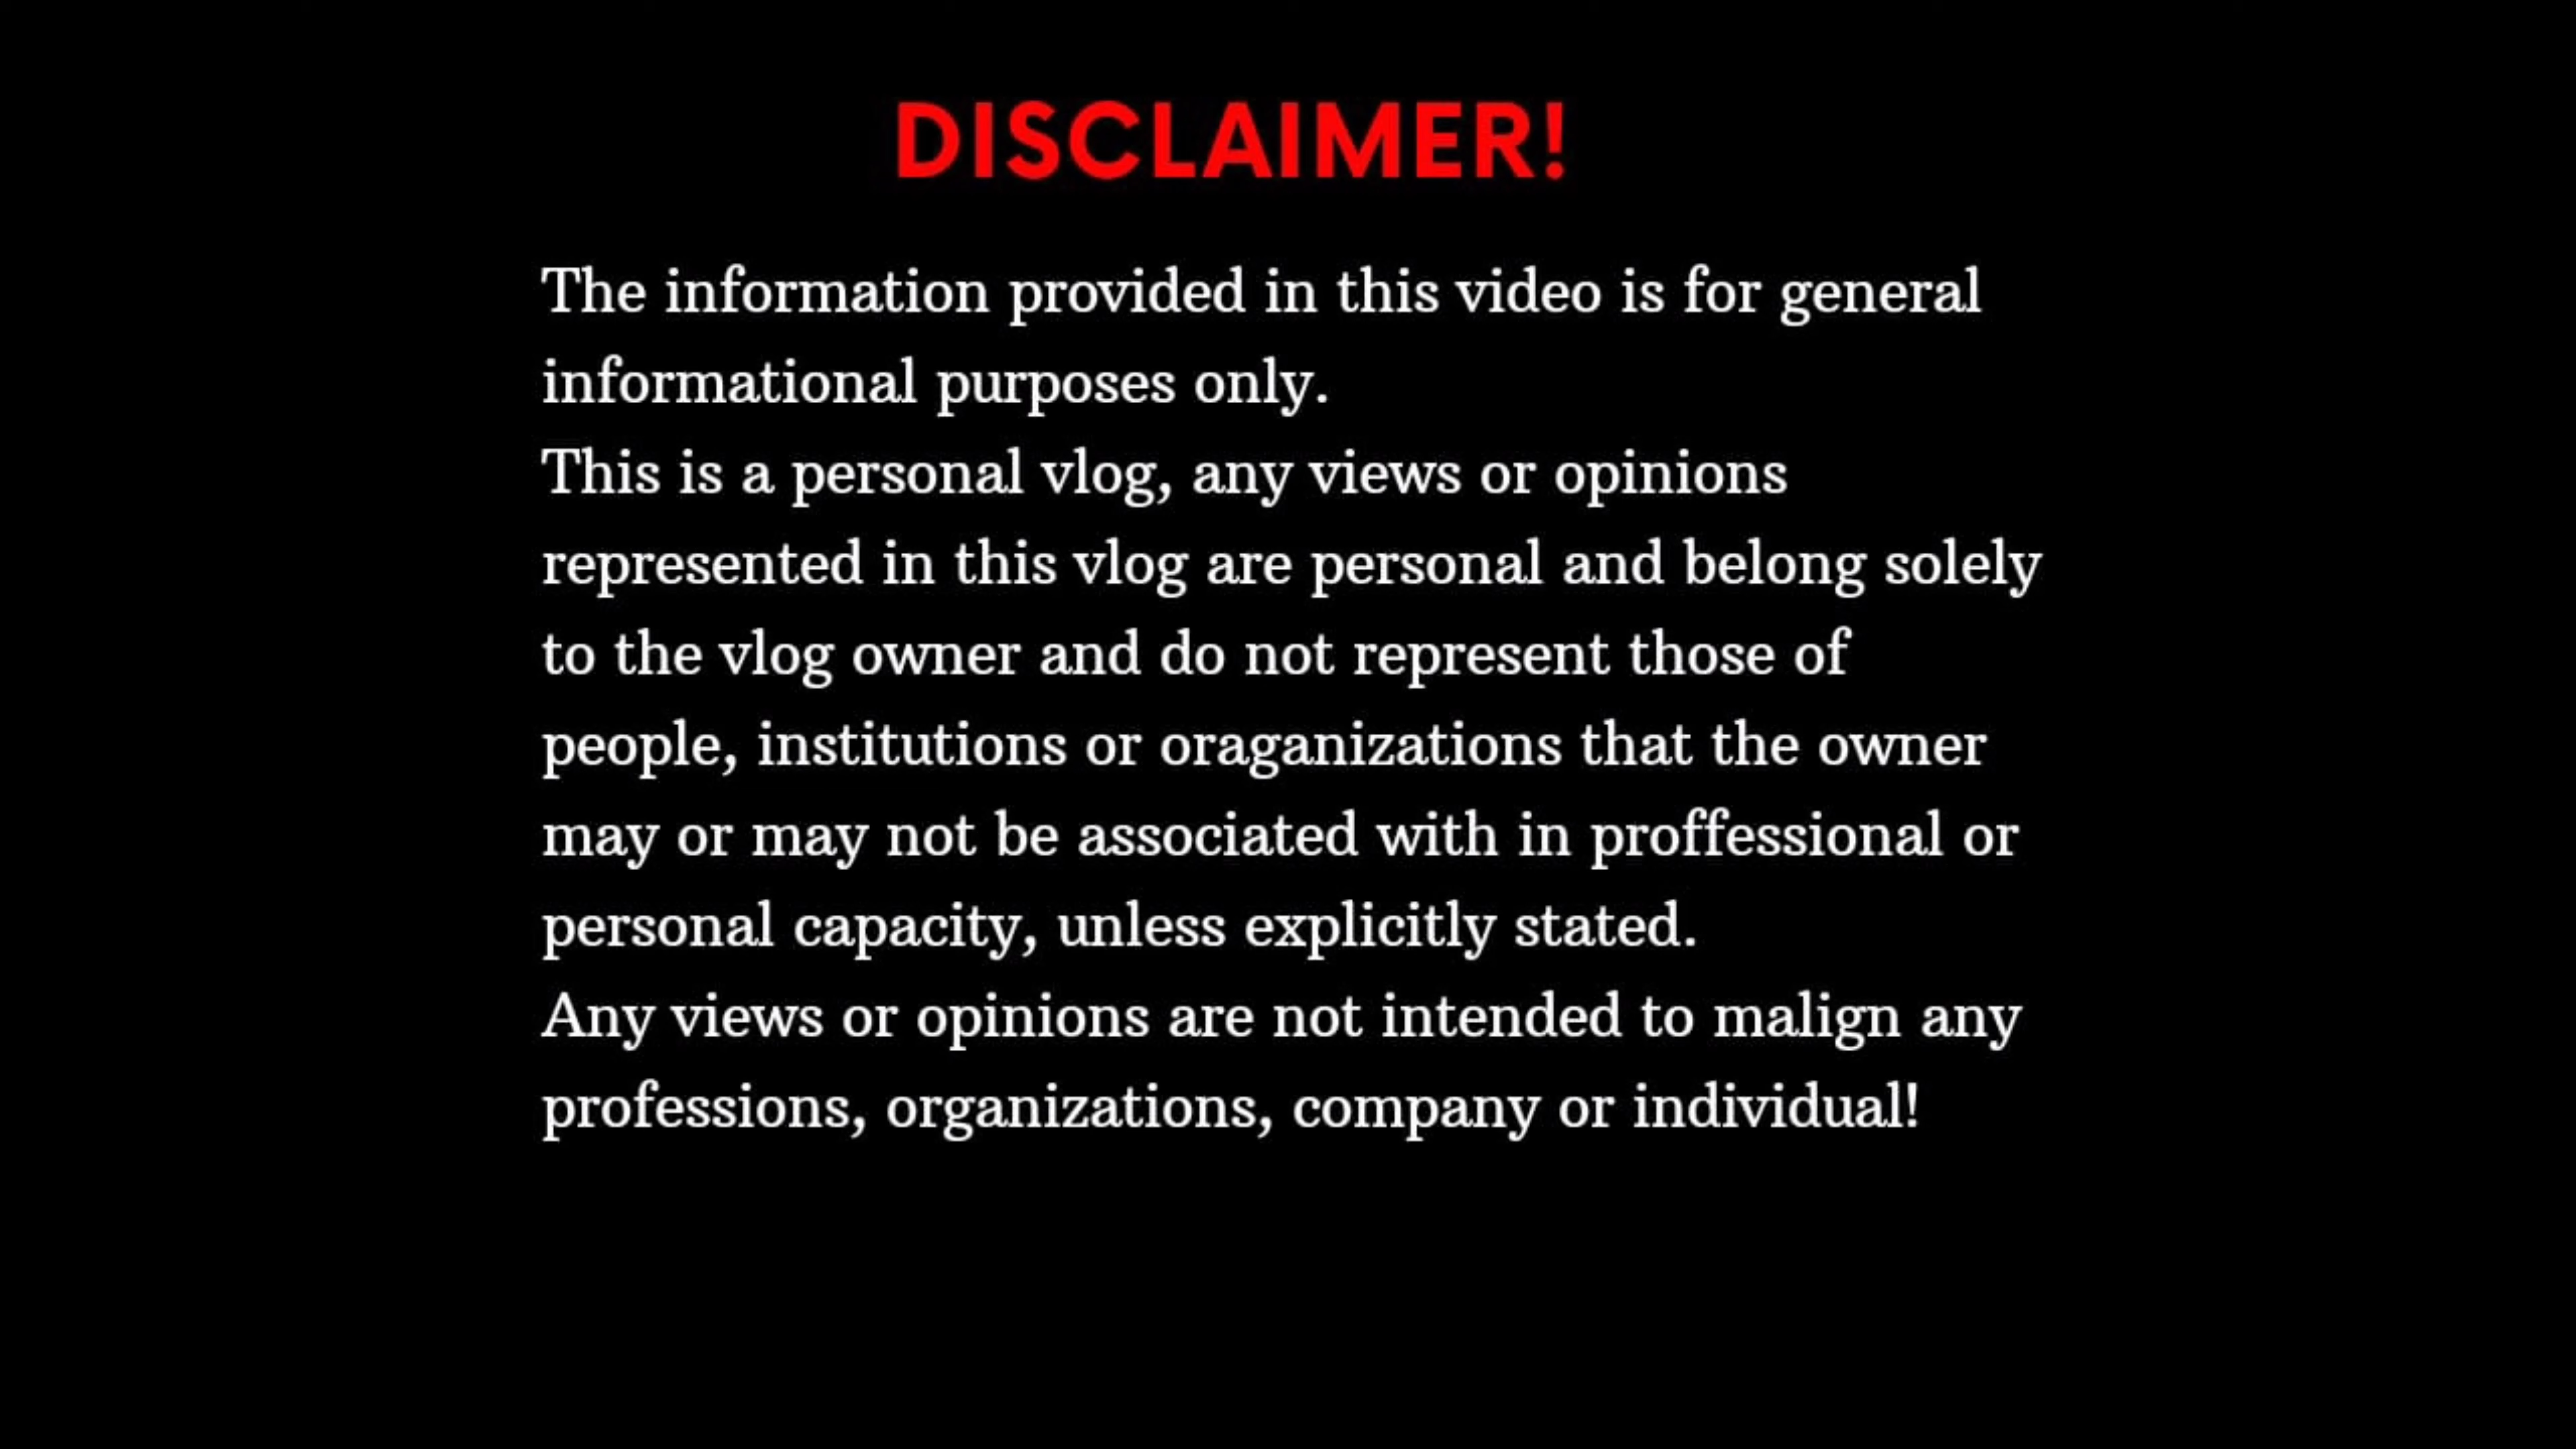 DISCLAIMER!
The information provided in this video is for general
informational purposes only.
This is a personal vlog, any views or opinions
represented in this vlog are personal and belong solely
to the vlog owner and do not represent those of
people, institutions or oraganizations that the owner
may or may not be associated with in proffessional or
personal capacity, unless explicitly stated.
Any views or opinions are not intended to malign any
professions, organizations, company or individual!